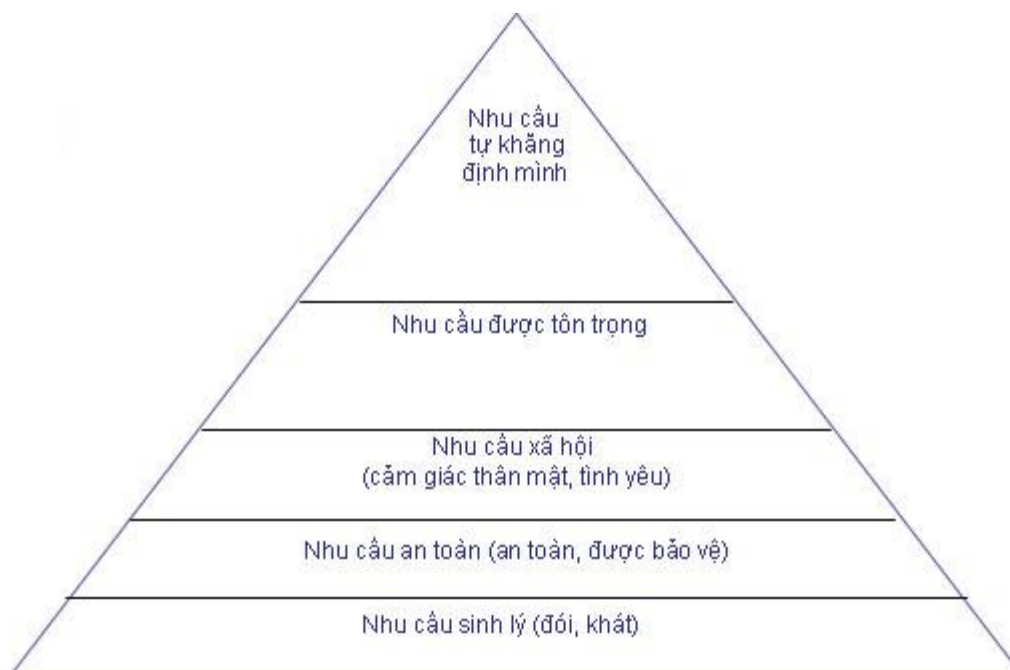 Nhu cầu
tự khẳng
định mình
Nhu cầu được tôn trọng
Nhu cầu xã hội
(cảm giác thân mật, tình yêu)
Nhu cầu an toàn (an toàn, được bảo vệ)
Nhu cầu sinh lý (đói, khát)